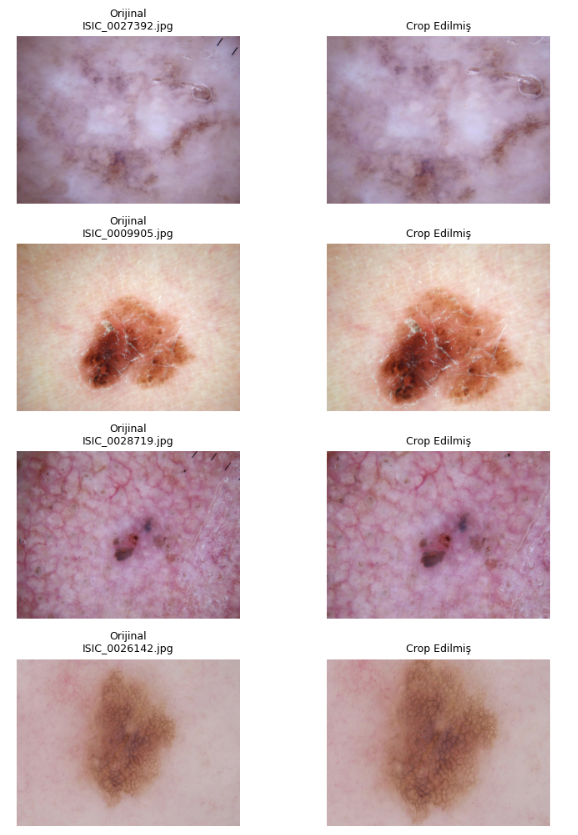 Orijinal
ISIC_0027392.jpg
Crop Edilmiş
Orijinal
ISIC_0009905.jpg
Crop Edilmiş
Orijinal
ISIC_0028719.jpg
Crop Edilmiş
Orijinal
ISIC_0026142.jpg
Crop Edilmiş